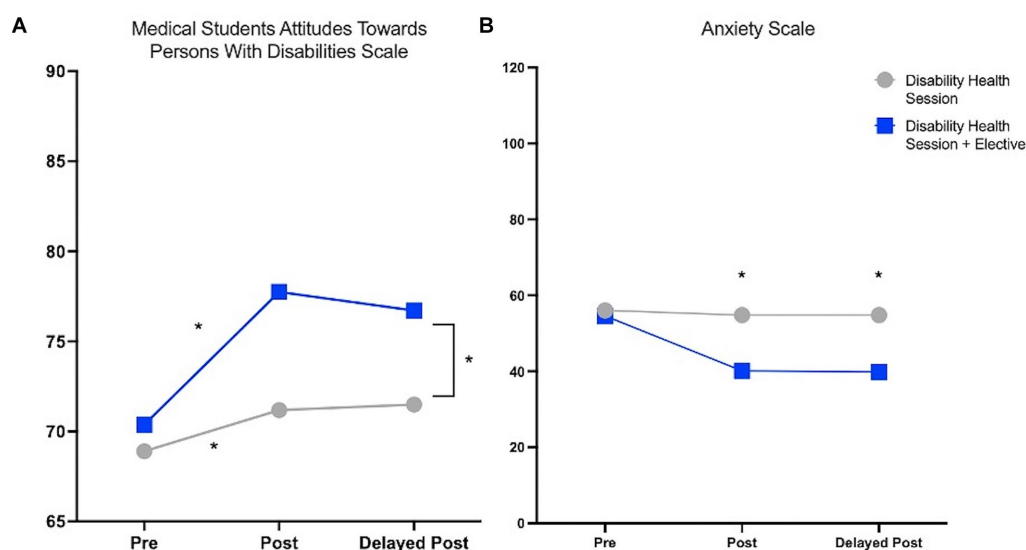 A
Medical Students Attitudes Towards
Persons With Disabilities Scale
90
85
80
75
70
65
*
*
*
Pre
Post
Delayed Post
B
Anxiety Scale
120
100
80
60
40
20
0
*
*
Pre
Post
Delayed Post
Disability Health
Session
Disability Health
Session + Elective